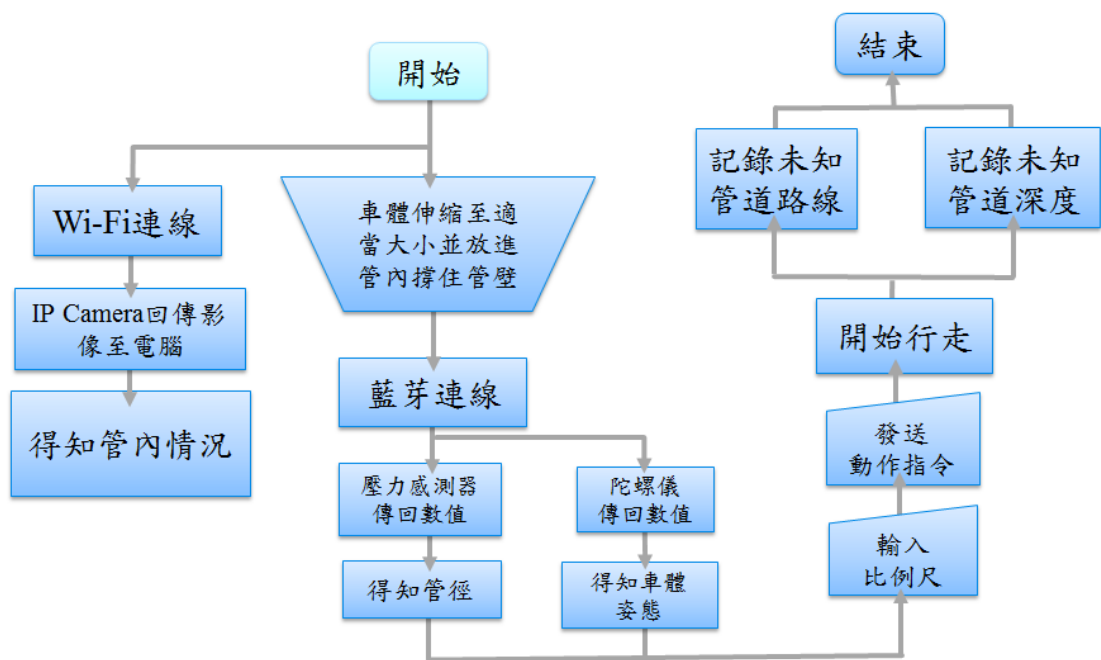 開始
Wi-Fi連線
IP Camera回傳影
像至電腦
得知管內情況
車體伸縮至適
當大小並放進
管內撐住管壁
藍芽連線
壓力感測器
傳回數值
得知管徑
陀螺儀
傳回數值
得知車體
姿態
輸入
比例尺
發送
動作指令
開始行走
記錄未知
管道路線
記錄未知
管道深度
結束